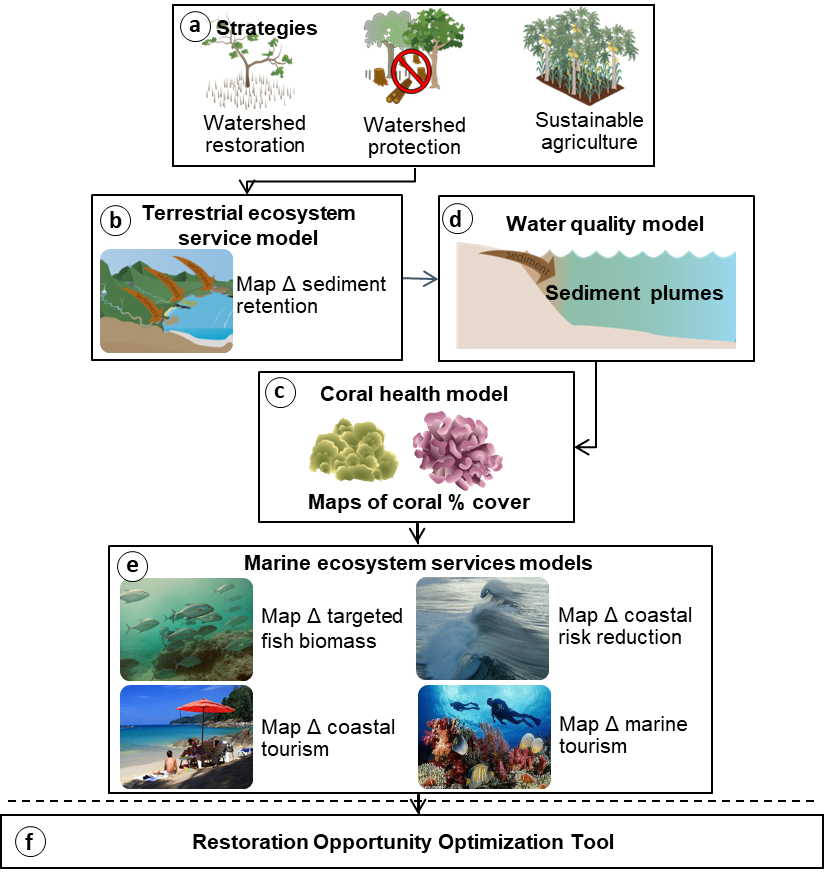 a Strategies
Watershed
restoration
Watershed
protection
Sustainable
agriculture
b Terrestrial ecosystem
service model
Map Δ sediment
retention
d Water quality model
sediment
Sediment plumes
c Coral health model
Maps of coral % cover
e Marine ecosystem services models
Map Δ targeted
fish biomass
Map Δ coastal
risk reduction
Map Δ coastal
tourism
Map Δ marine
tourism
f Restoration Opportunity Optimization Tool